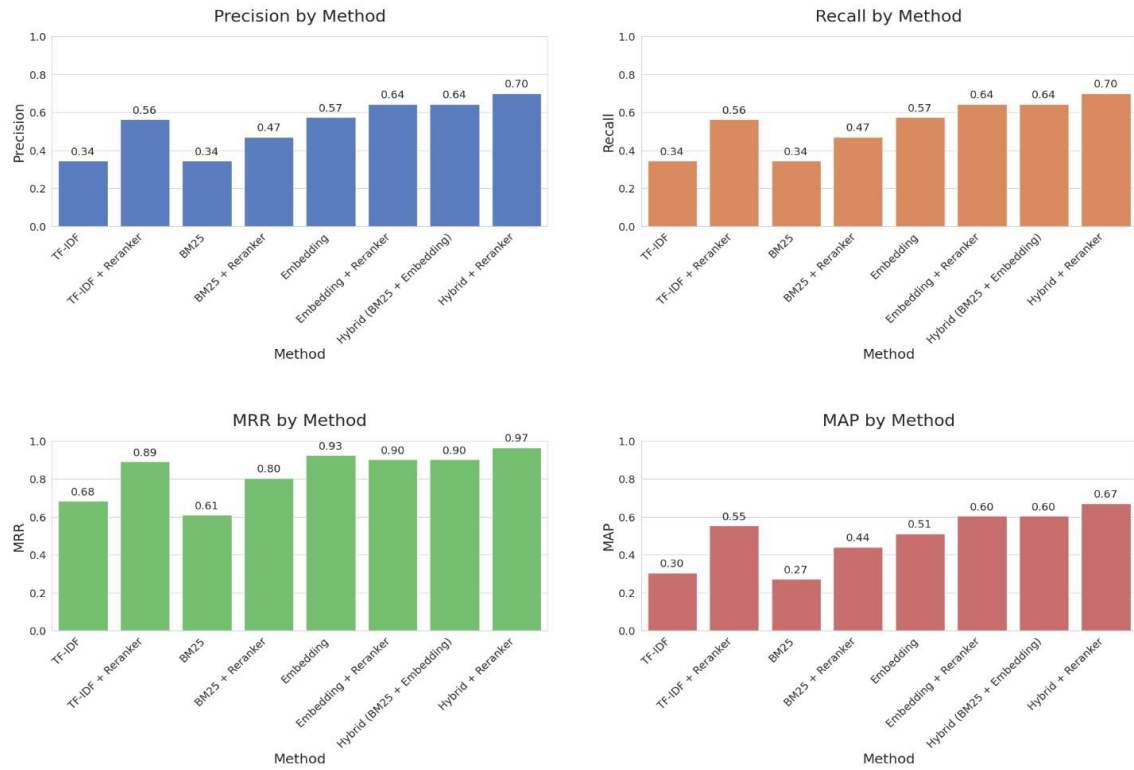 Precision by Method
Precision
1.0
0.8
0.6
0.4
0.2
0.0
0.34
0.56
0.34
0.47
0.57
0.64
0.64
0.70
TF-IDF
TF-IDF + Reranker
BM25
BM25 + Reranker
Embedding
Embedding + Reranker
Hybrid (BM25 + Embedding)
Hybrid + Reranker
Method
Recall by Method
Recall
1.0
0.8
0.6
0.4
0.2
0.0
0.34
0.56
0.34
0.47
0.57
0.64
0.64
0.70
TF-IDF
TF-IDF + Reranker
BM25
BM25 + Reranker
Embedding
Embedding + Reranker
Hybrid (BM25 + Embedding)
Hybrid + Reranker
Method
MRR by Method
MRR
1.0
0.8
0.6
0.4
0.2
0.0
0.68
0.89
0.61
0.80
0.93
0.90
0.90
0.97
TF-IDF
TF-IDF + Reranker
BM25
BM25 + Reranker
Embedding
Embedding + Reranker
Hybrid (BM25 + Embedding)
Hybrid + Reranker
Method
MAP by Method
MAP
1.0
0.8
0.6
0.4
0.2
0.0
0.30
0.55
0.27
0.44
0.51
0.60
0.60
0.67
TF-IDF
TF-IDF + Reranker
BM25
BM25 + Reranker
Embedding
Embedding + Reranker
Hybrid (BM25 + Embedding)
Hybrid + Reranker
Method